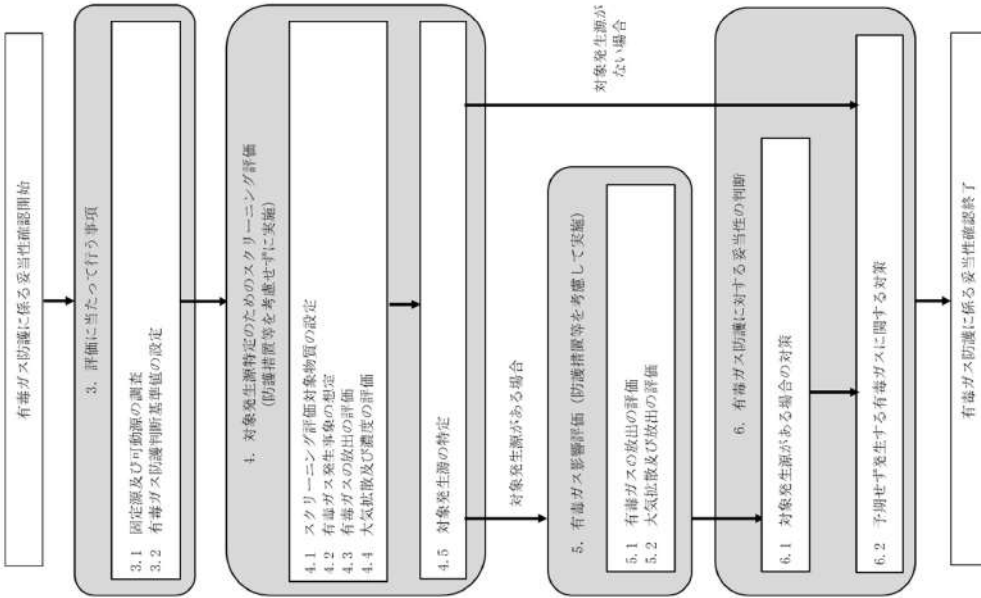 有毒ガス防護に係る妥当性確認開始
3. 評価に当たって行う事項
3.1 固定源及び可動源の調査
3.2 有毒ガス防護判断基準値の設定
4. 対象発生源特定のためのスクリーニング評価
(防護措置等を考慮せずに実施)
4.1 スクリーニング評価対象物質の設定
4.2 有毒ガス発生事象の想定
4.3 有毒ガスの放出の評価
4.4 大気拡散及び濃度の評価
4.5 対象発生源の特定
対象発生源がある場合
対象発生源が
ない場合
5. 有毒ガス影響評価(防護措置等を考慮して実施)
5.1 有毒ガスの放出の評価
5.2 大気拡散及び放出の評価
6. 有毒ガス防護に対する妥当性の判断
6.1 対象発生源がある場合の対策
6.2 予期せず発生する有毒ガスに関する対策
有毒ガス防護に係る妥当性確認終了